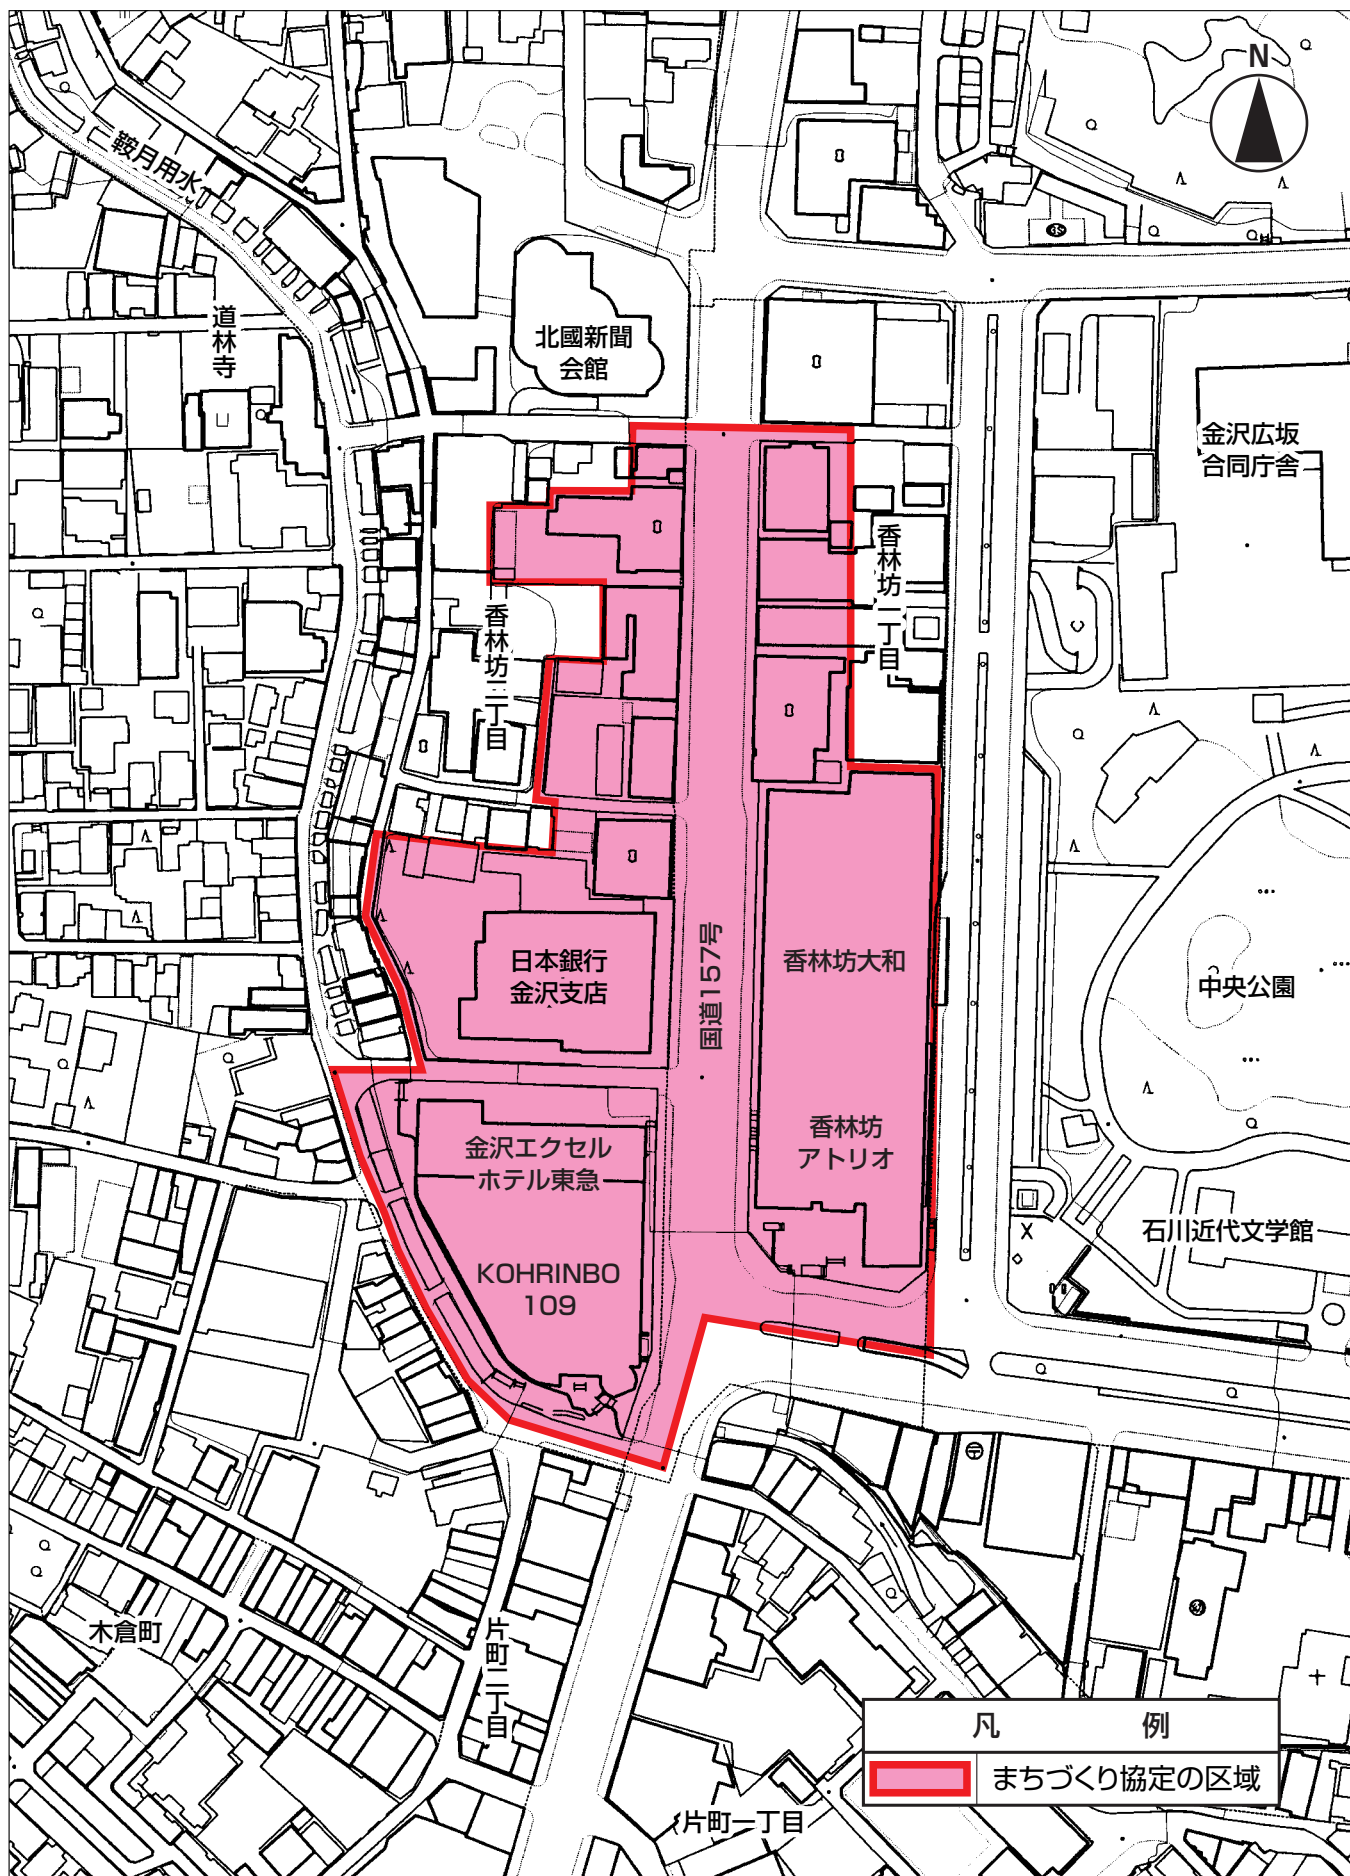 N
鞍月用水
道林寺
北國新聞
会館
金沢広坂
合同庁舎
香林坊一丁目
香林坊二丁目
日本銀行
金沢支店
国道157号
香林坊大和
中央公園
香林坊
アトリオ
金沢エクセル
ホテル東急
石川近代文学館
KOHRINBO
109
木倉町
片町二丁目
片町一丁目
凡 例
まちづくり協定の区域